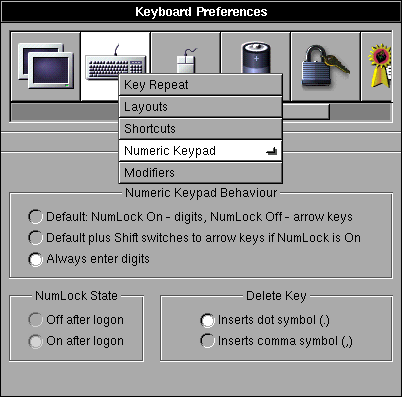 Keyboard Preferences
Key Repeat
Layouts
Shortcuts
Numeric Keypad
Modifiers
Numeric Keypad Behaviour
Default: NumLock On - digits, NumLock Off - arrow keys
Default plus Shift switches to arrow keys if NumLock is On
Always enter digits
NumLock State
Off after logon
On after logon
Delete Key
Inserts dot symbol (.)
Inserts comma symbol (,)